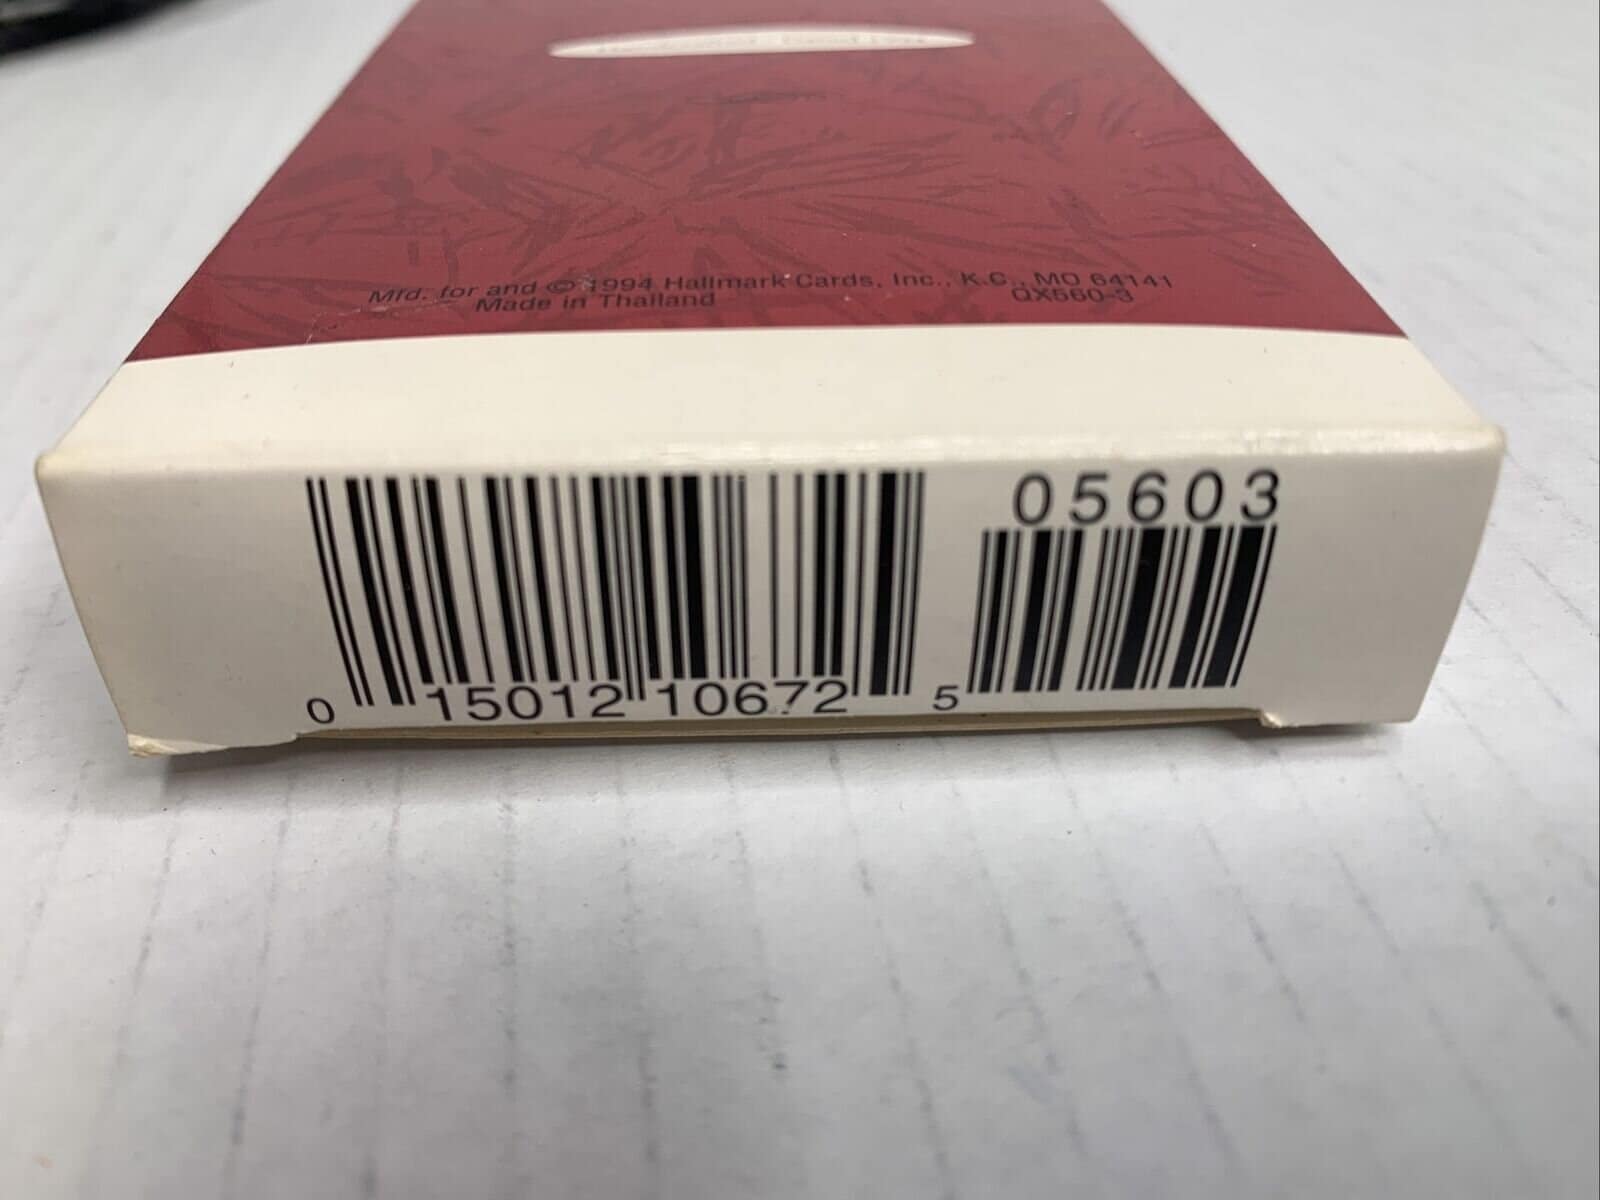 Mfd. for and © 1994 Hallmark Cards, Inc., K.C., MO 64141
Made in Thailand QX560-3
05603
0 15012 10672 5